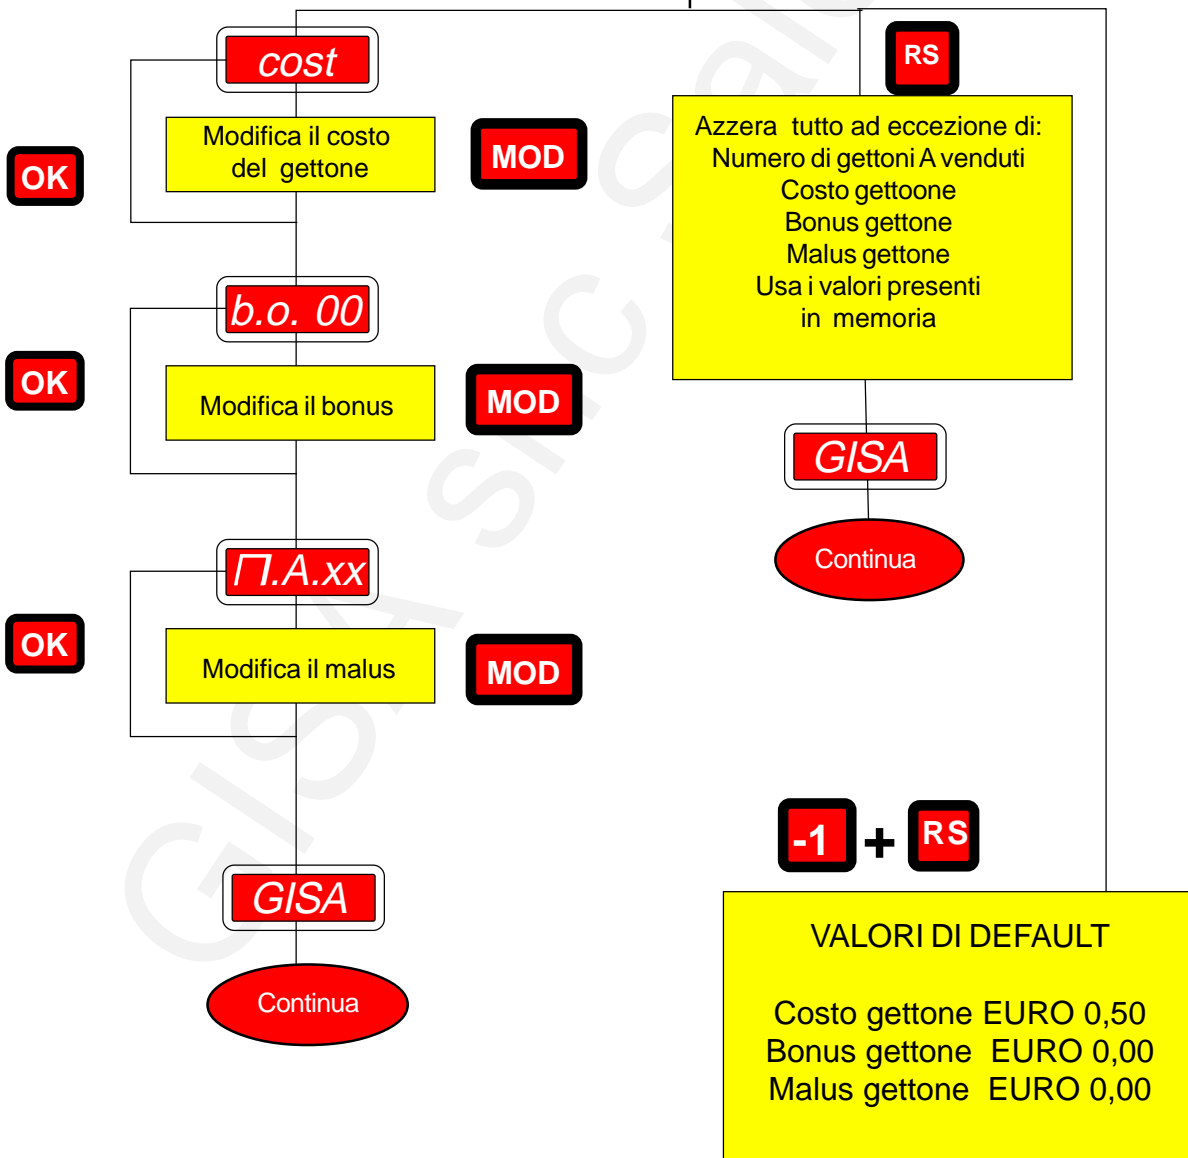 cost
Modifica il costo
del gettone
OK
MOD
b.o. 00
OK
Modifica il bonus
MOD
Π.A.xx
OK
Modifica il malus
MOD
GISA
Continua
RS
Azzera tutto ad eccezione di:
Numero di gettoni A venduti
Costo gettoone
Bonus gettone
Malus gettone
Usa i valori presenti
in memoria
GISA
Continua
-1 + RS
VALORI DI DEFAULT
Costo gettone EURO 0,50
Bonus gettone EURO 0,00
Malus gettone EURO 0,00